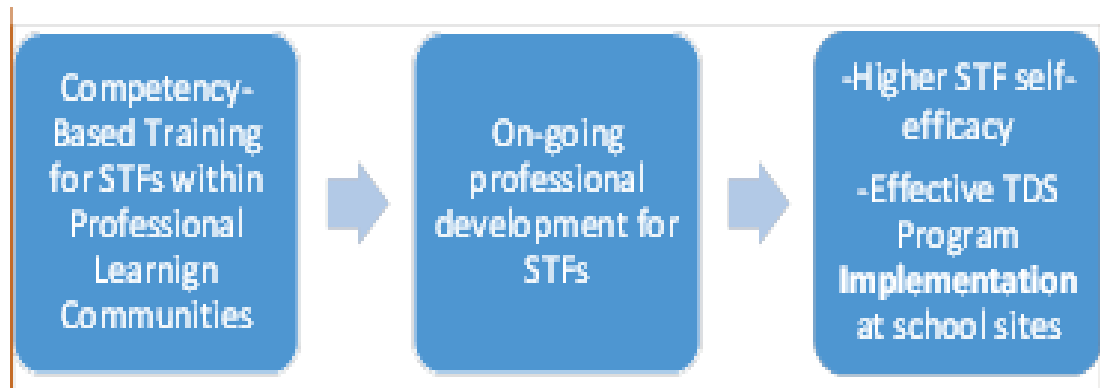 Competency-
Based Training
for STFs within
Professional
Learnign
Communities
On-going
professional
development for
STFs
-Higher STF self-
efficacy
-Effective TDS
Program
Implementation
at school sites